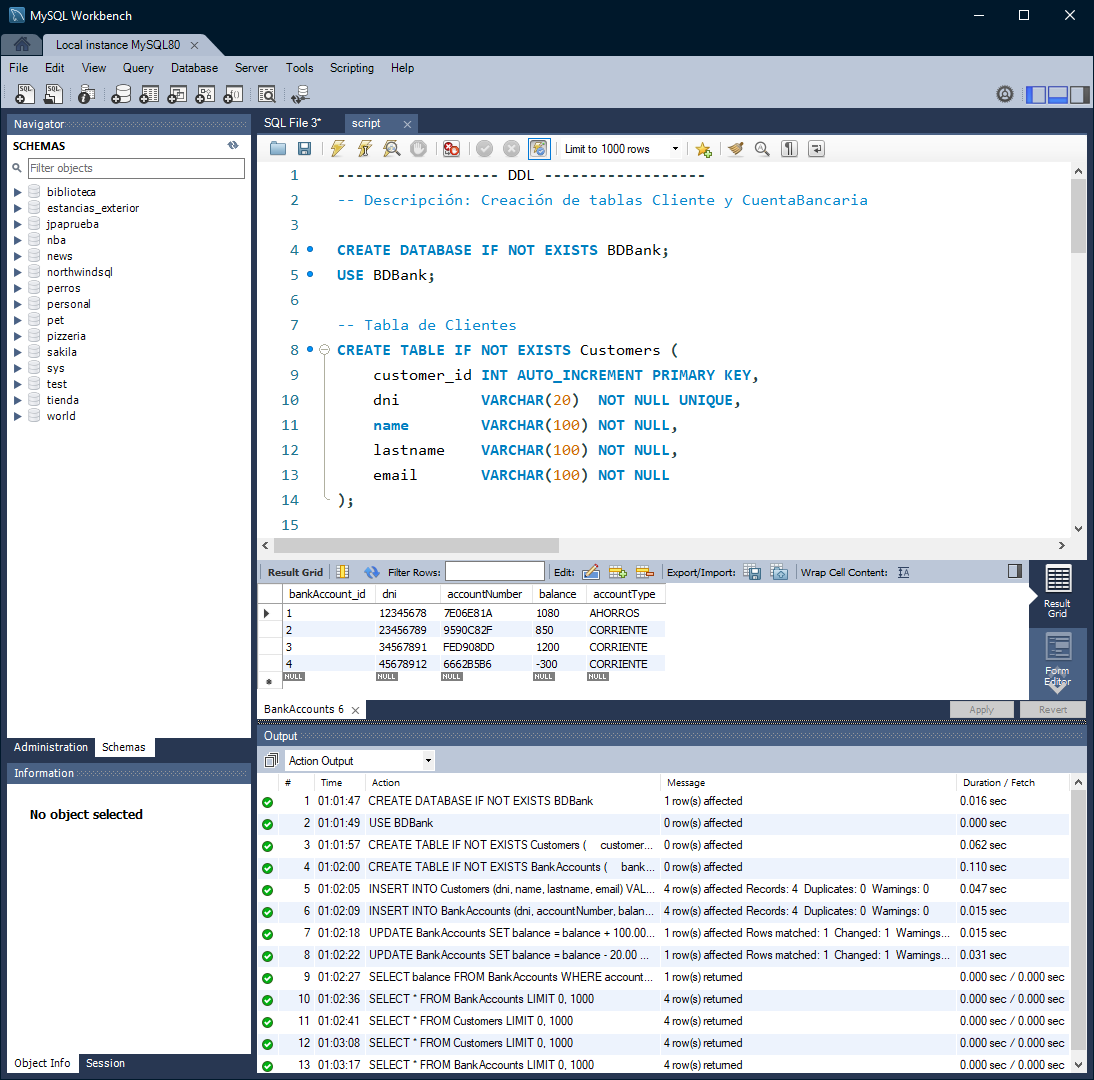 MySQL Workbench
Local instance MySQL80
File Edit View Query Database Server Tools Scripting Help
Navigator
SCHEMAS
Filter objects
biblioteca
estancias_exterior
jpaprueba
nba
news
northwindsql
perros
personal
pet
pizzeria
sakila
sys
test
tienda
world
Administration Schemas
Information
No object selected
Object Info Session
SQL File 3* script
Limit to 1000 rows
1 ------------------ DDL ------------------
2 -- Descripción: Creación de tablas Cliente y CuentaBancaria
3
4 CREATE DATABASE IF NOT EXISTS BDBank;
5 USE BDBank;
6
7 -- Tabla de Clientes
8 CREATE TABLE IF NOT EXISTS Customers (
9 customer_id INT AUTO_INCREMENT PRIMARY KEY,
10 dni VARCHAR(20) NOT NULL UNIQUE,
11 name VARCHAR(100) NOT NULL,
12 lastname VARCHAR(100) NOT NULL,
13 email VARCHAR(100) NOT NULL
14 );
15
Result Grid Filter Rows: Edit: Export/Import: Wrap Cell Content:
bankAccount_id dni accountNumber balance accountType
1 12345678 7E06E81A 1080 AHORROS
2 23456789 9590C82F 850 CORRIENTE
3 34567891 FED908DD 1200 CORRIENTE
4 45678912 6662B5B6 -300 CORRIENTE
NULL NULL NULL NULL NULL
Result
Grid
Form
Editor
BankAccounts 6
Apply Revert
Output
Action Output
# Time Action Message Duration / Fetch
1 01:01:47 CREATE DATABASE IF NOT EXISTS BDBank 1 row(s) affected 0.016 sec
2 01:01:49 USE BDBank 0 row(s) affected 0.000 sec
3 01:01:57 CREATE TABLE IF NOT EXISTS Customers ( customer... 0 row(s) affected 0.062 sec
4 01:02:00 CREATE TABLE IF NOT EXISTS BankAccounts ( bank... 0 row(s) affected 0.110 sec
5 01:02:05 INSERT INTO Customers (dni, name, lastname, email) VAL... 4 row(s) affected Records: 4 Duplicates: 0 Warnings: 0 0.047 sec
6 01:02:09 INSERT INTO BankAccounts (dni, accountNumber, balan... 4 row(s) affected Records: 4 Duplicates: 0 Warnings: 0 0.015 sec
7 01:02:18 UPDATE BankAccounts SET balance = balance + 100.00... 1 row(s) affected Rows matched: 1 Changed: 1 Warnings... 0.015 sec
8 01:02:22 UPDATE BankAccounts SET balance = balance - 20.00 ... 1 row(s) affected Rows matched: 1 Changed: 1 Warnings... 0.031 sec
9 01:02:27 SELECT balance FROM BankAccounts WHERE account... 1 row(s) returned 0.000 sec / 0.000 sec
10 01:02:36 SELECT * FROM BankAccounts LIMIT 0, 1000 4 row(s) returned 0.000 sec / 0.000 sec
11 01:02:41 SELECT * FROM Customers LIMIT 0, 1000 4 row(s) returned 0.000 sec / 0.000 sec
12 01:03:08 SELECT * FROM Customers LIMIT 0, 1000 4 row(s) returned 0.000 sec / 0.000 sec
13 01:03:17 SELECT * FROM BankAccounts LIMIT 0, 1000 4 row(s) returned 0.000 sec / 0.000 sec